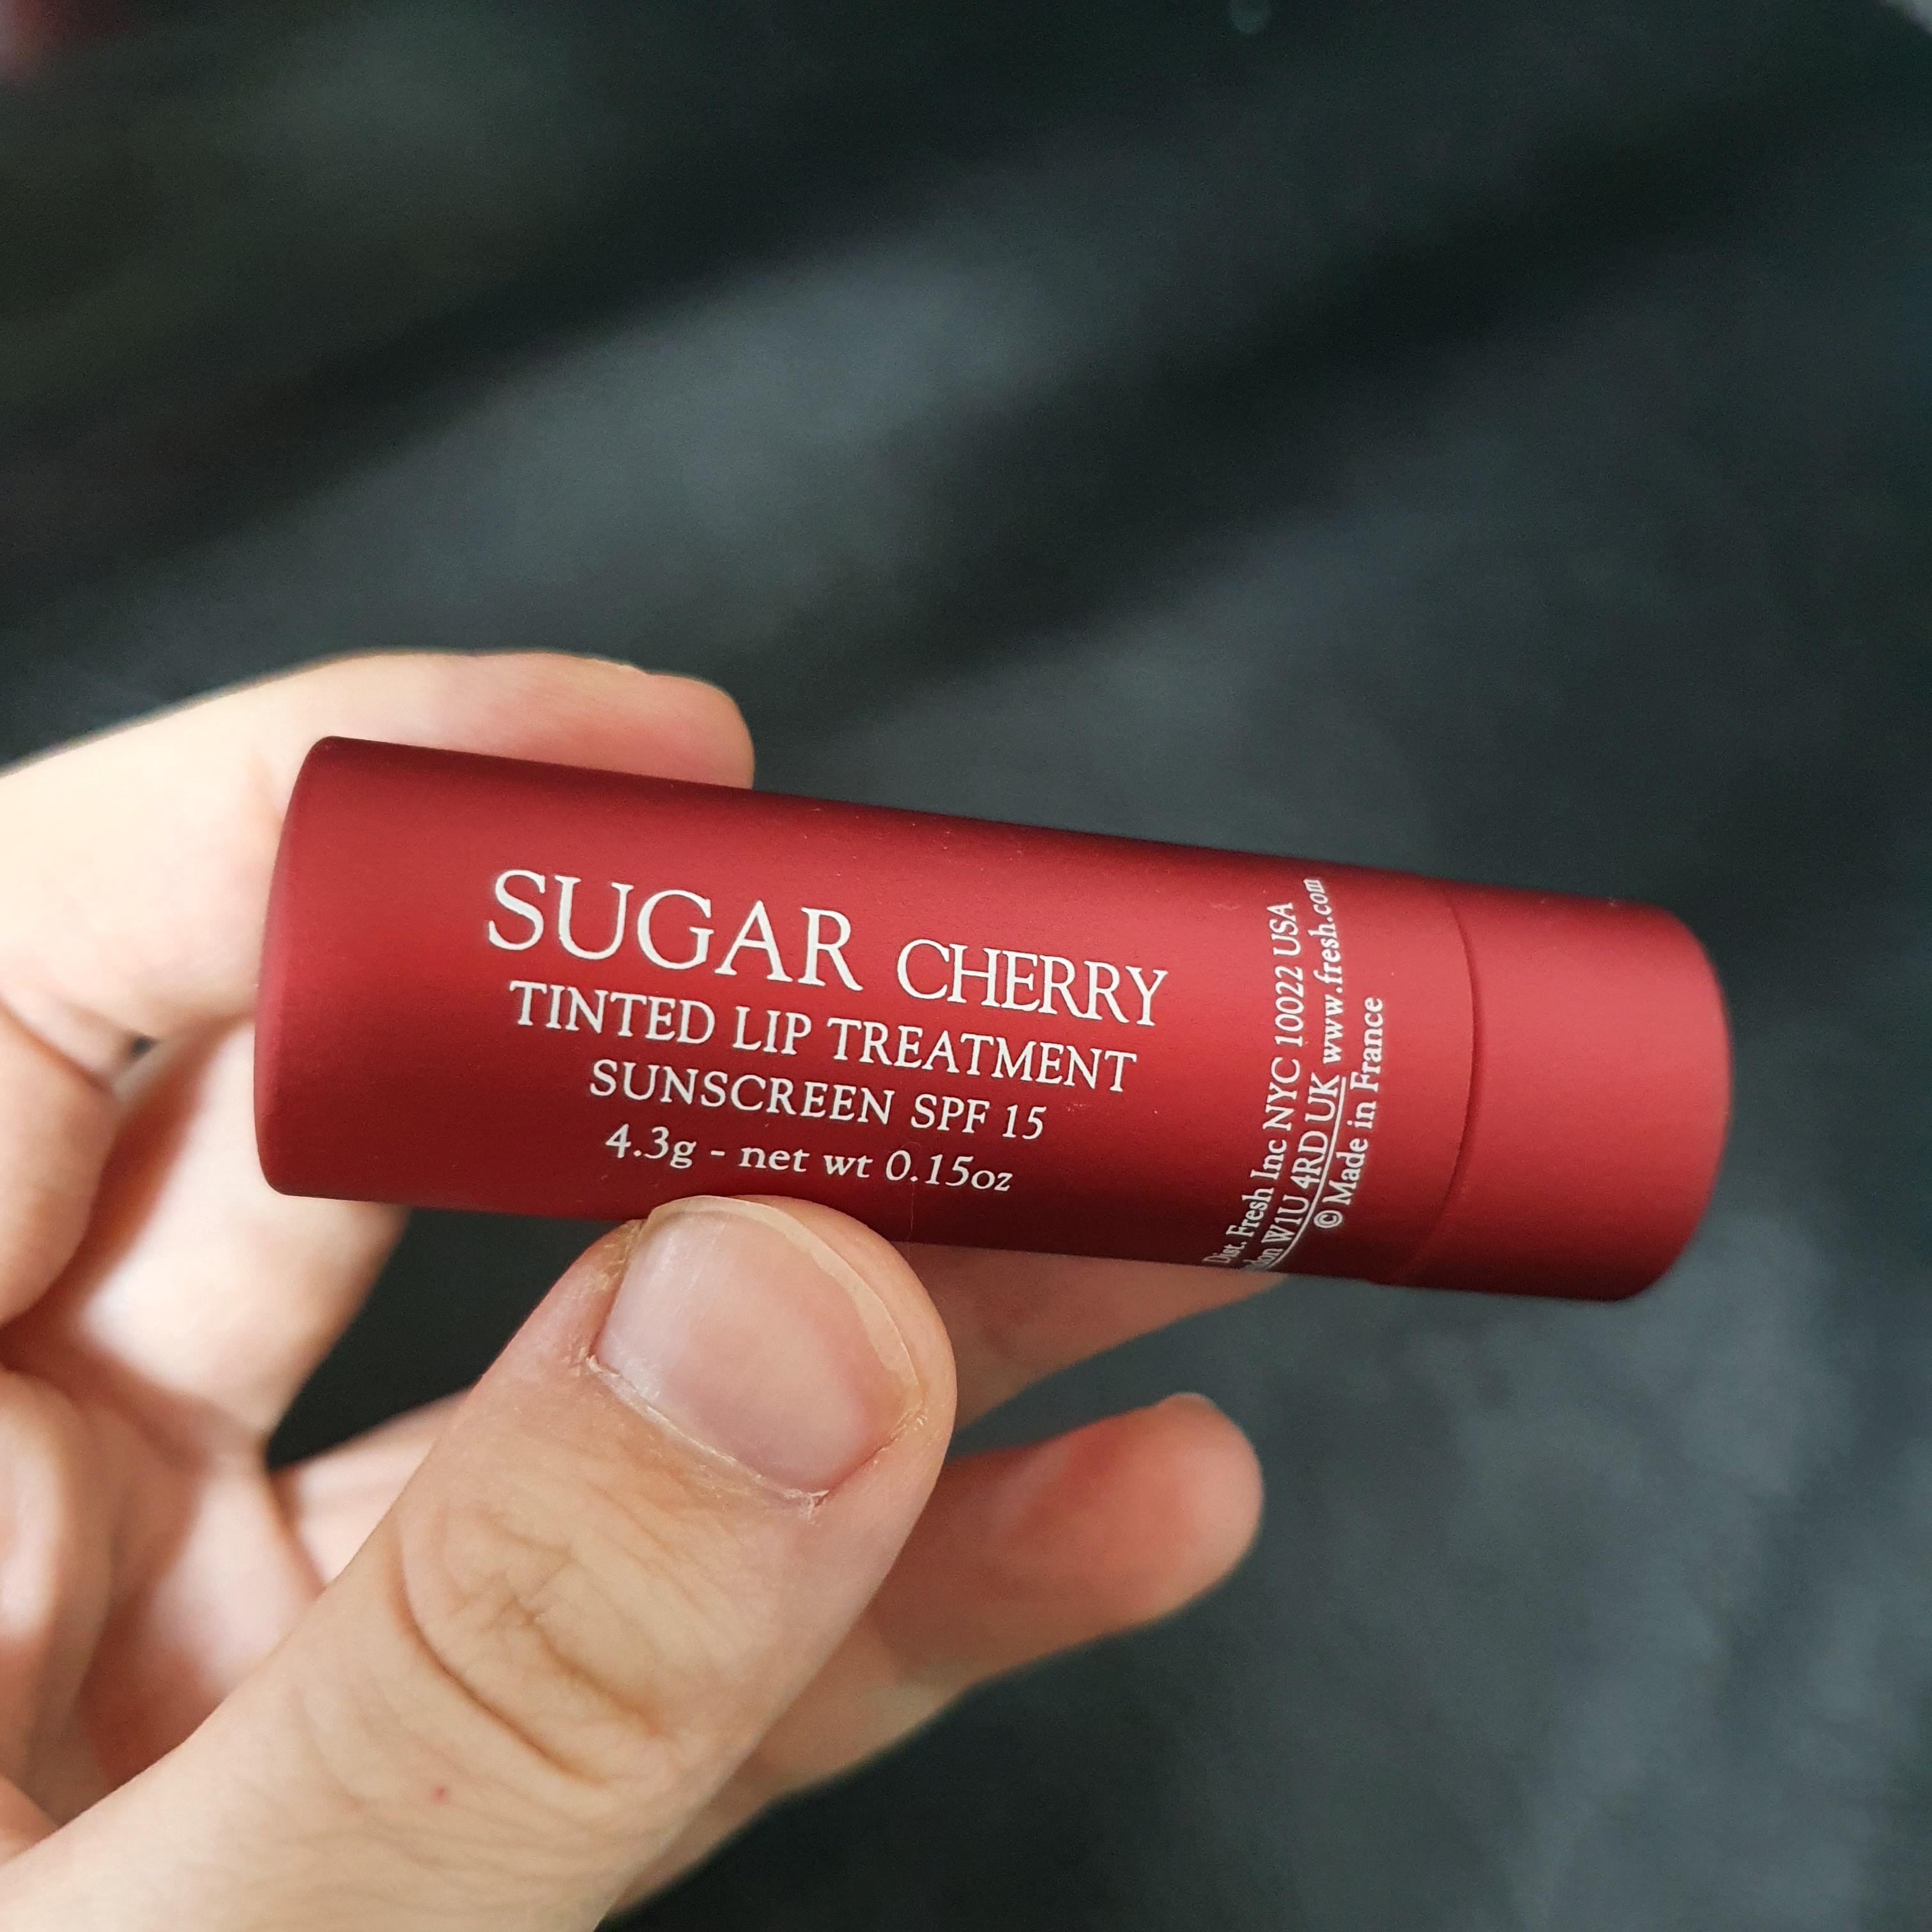 SUGAR CHERRY
TINTED LIP TREATMENT
SUNSCREEN SPF 15
4.3g - net wt 0.15oz
Dist. Fresh Inc NYC 10022 USA
W1U 4RD UK www.fresh.com
© Made in France